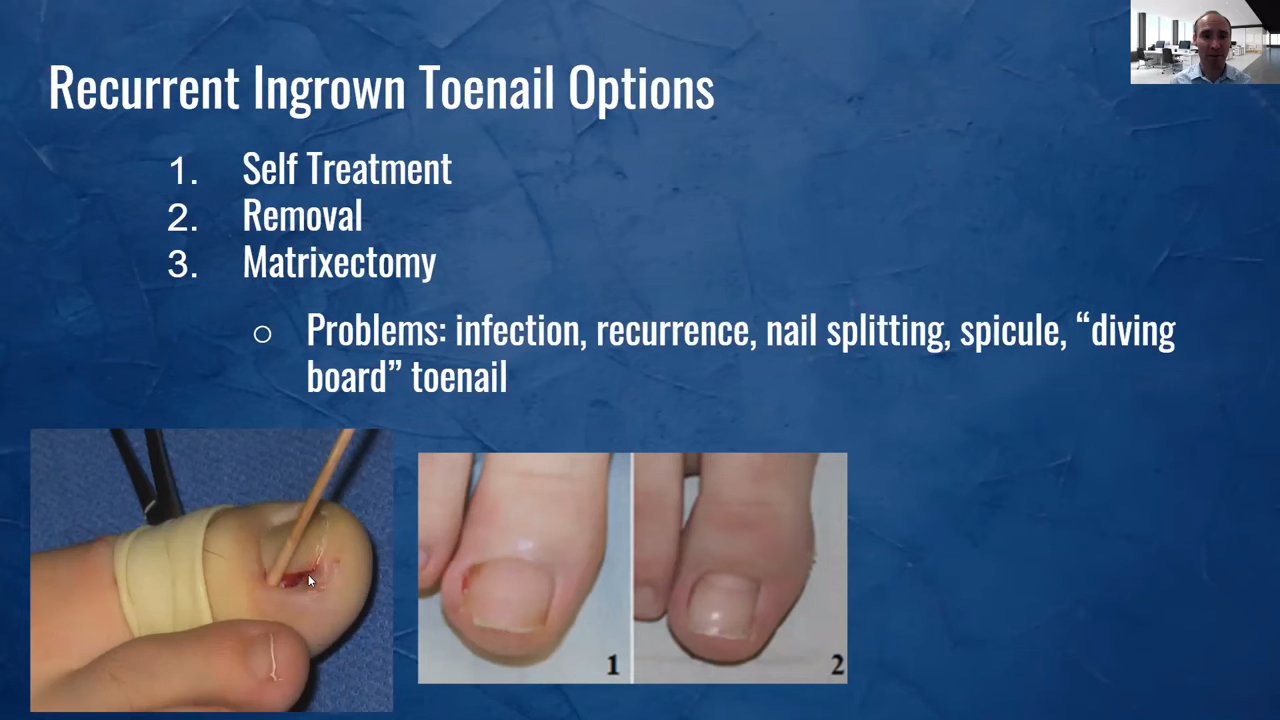 Recurrent Ingrown Toenail Options
1. Self Treatment
2. Removal
3. Matrixectomy
○ Problems: infection, recurrence, nail splitting, spicule, “diving
board” toenail
1
2